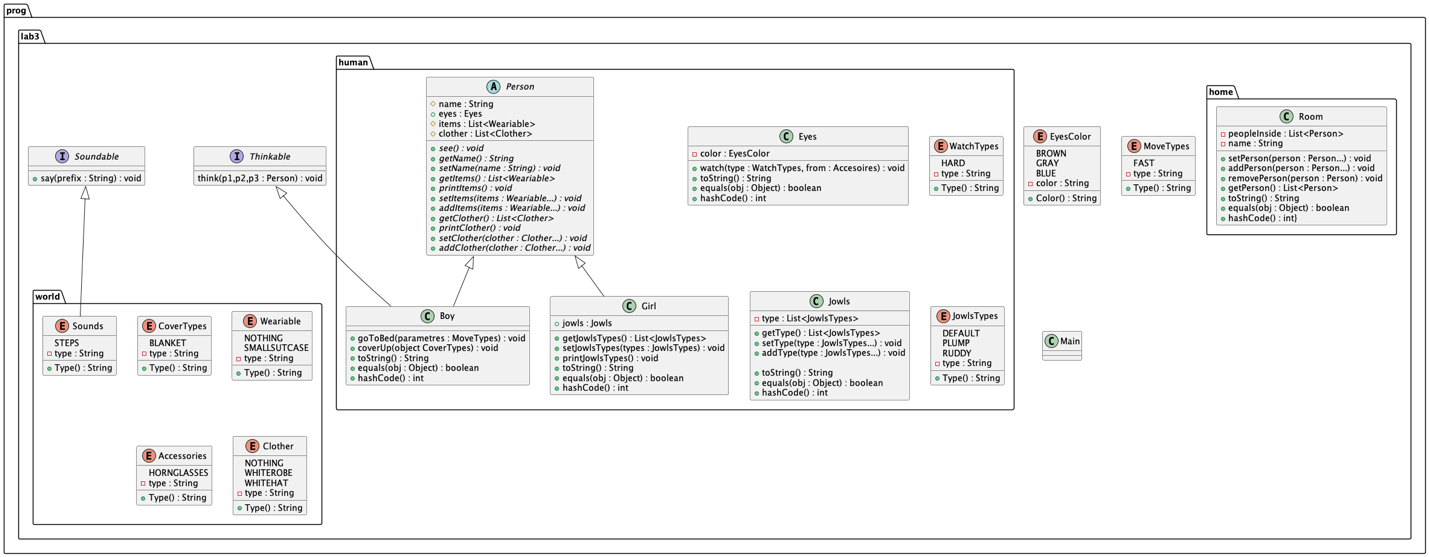 prog
lab3
human
A Person
name : String
eyes : Eyes
items : List<Weariable>
clother : List<Clother>
see() : void
getName() : String
setName(name : String) : void
getItems() : List<Wearable>
printItems() : void
setItems(items : Wearable...) : void
addItems(items : Wearable...) : void
getClother() : List<Clother>
printClother() : void
setClother(clother : Clother...) : void
addClother(clother : Clother...) : void
C Eyes
color : EyesColor
watch(type : WatchTypes, from : Accesoires) : void
toString() : String
equals(obj : Object) : boolean
hashCode() : int
E WatchTypes
HARD
type : String
Type() : String
E EyesColor
BROWN
GRAY
BLUE
color : String
Color() : String
E MoveTypes
FAST
type : String
Type() : String
home
C Room
peopleInside : List<Person>
name : String
setPerson(person : Person...) : void
addPerson(person : Person...) : void
removePerson(person : Person) : void
getPerson() : List<Person>
toString() : String
equals(obj : Object) : boolean
hashCode() : int}
I Soundable
say(prefix : String) : void
I Thinkable
think(p1,p2,p3 : Person) : void
C Boy
goToBed(parametres : MoveTypes) : void
coverUp(object CoverTypes) : void
toString() : String
equals(obj : Object) : boolean
hashCode() : int
C Girl
jowls : Jowls
getJowlsTypes() : List<JowlsTypes>
setJowlsTypes(types : JowlsTypes) : void
printJowlsTypes() : void
toString() : String
equals(obj : Object) : boolean
hashCode() : int
C Jowls
type : List<JowlsTypes>
getType() : List<JowlsTypes>
setType(type : JowlsTypes...) : void
addType(type : JowlsTypes...) : void
toString() : String
equals(obj : Object) : boolean
hashCode() : int
E JowlsTypes
DEFAULT
PLUMP
RUDDY
type : String
Type() : String
C Main
world
E Sounds
STEPS
type : String
Type() : String
E CoverTypes
BLANKET
type : String
Type() : String
E Weariable
NOTHING
SMALLSUTCASE
type : String
Type() : String
E Accessories
HORNGLASSES
type : String
Type() : String
E Clother
NOTHING
WHITEROBE
WHITEHAT
type : String
Type() : String